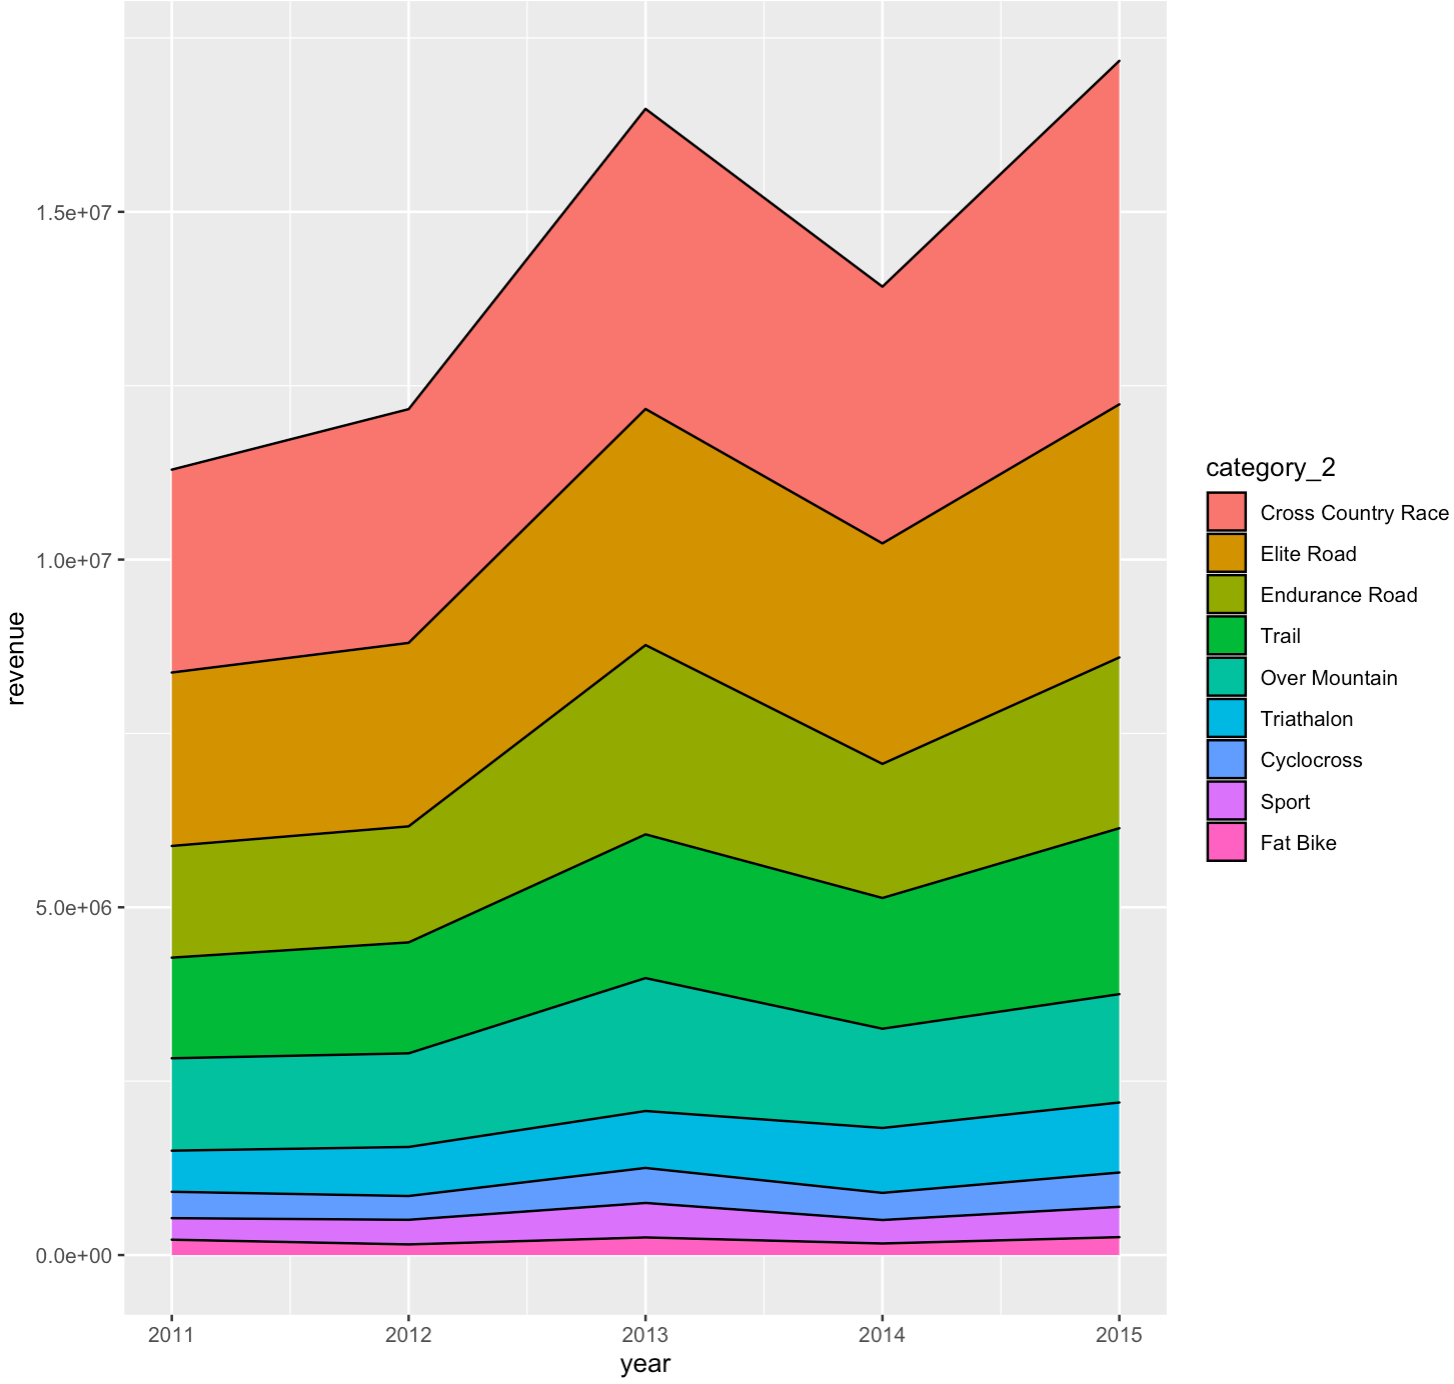 revenue
1.5e+07
1.0e+07
5.0e+06
0.0e+00
2011 2012 2013 2014 2015
year
category_2
Cross Country Race
Elite Road
Endurance Road
Trail
Over Mountain
Triathalon
Cyclocross
Sport
Fat Bike